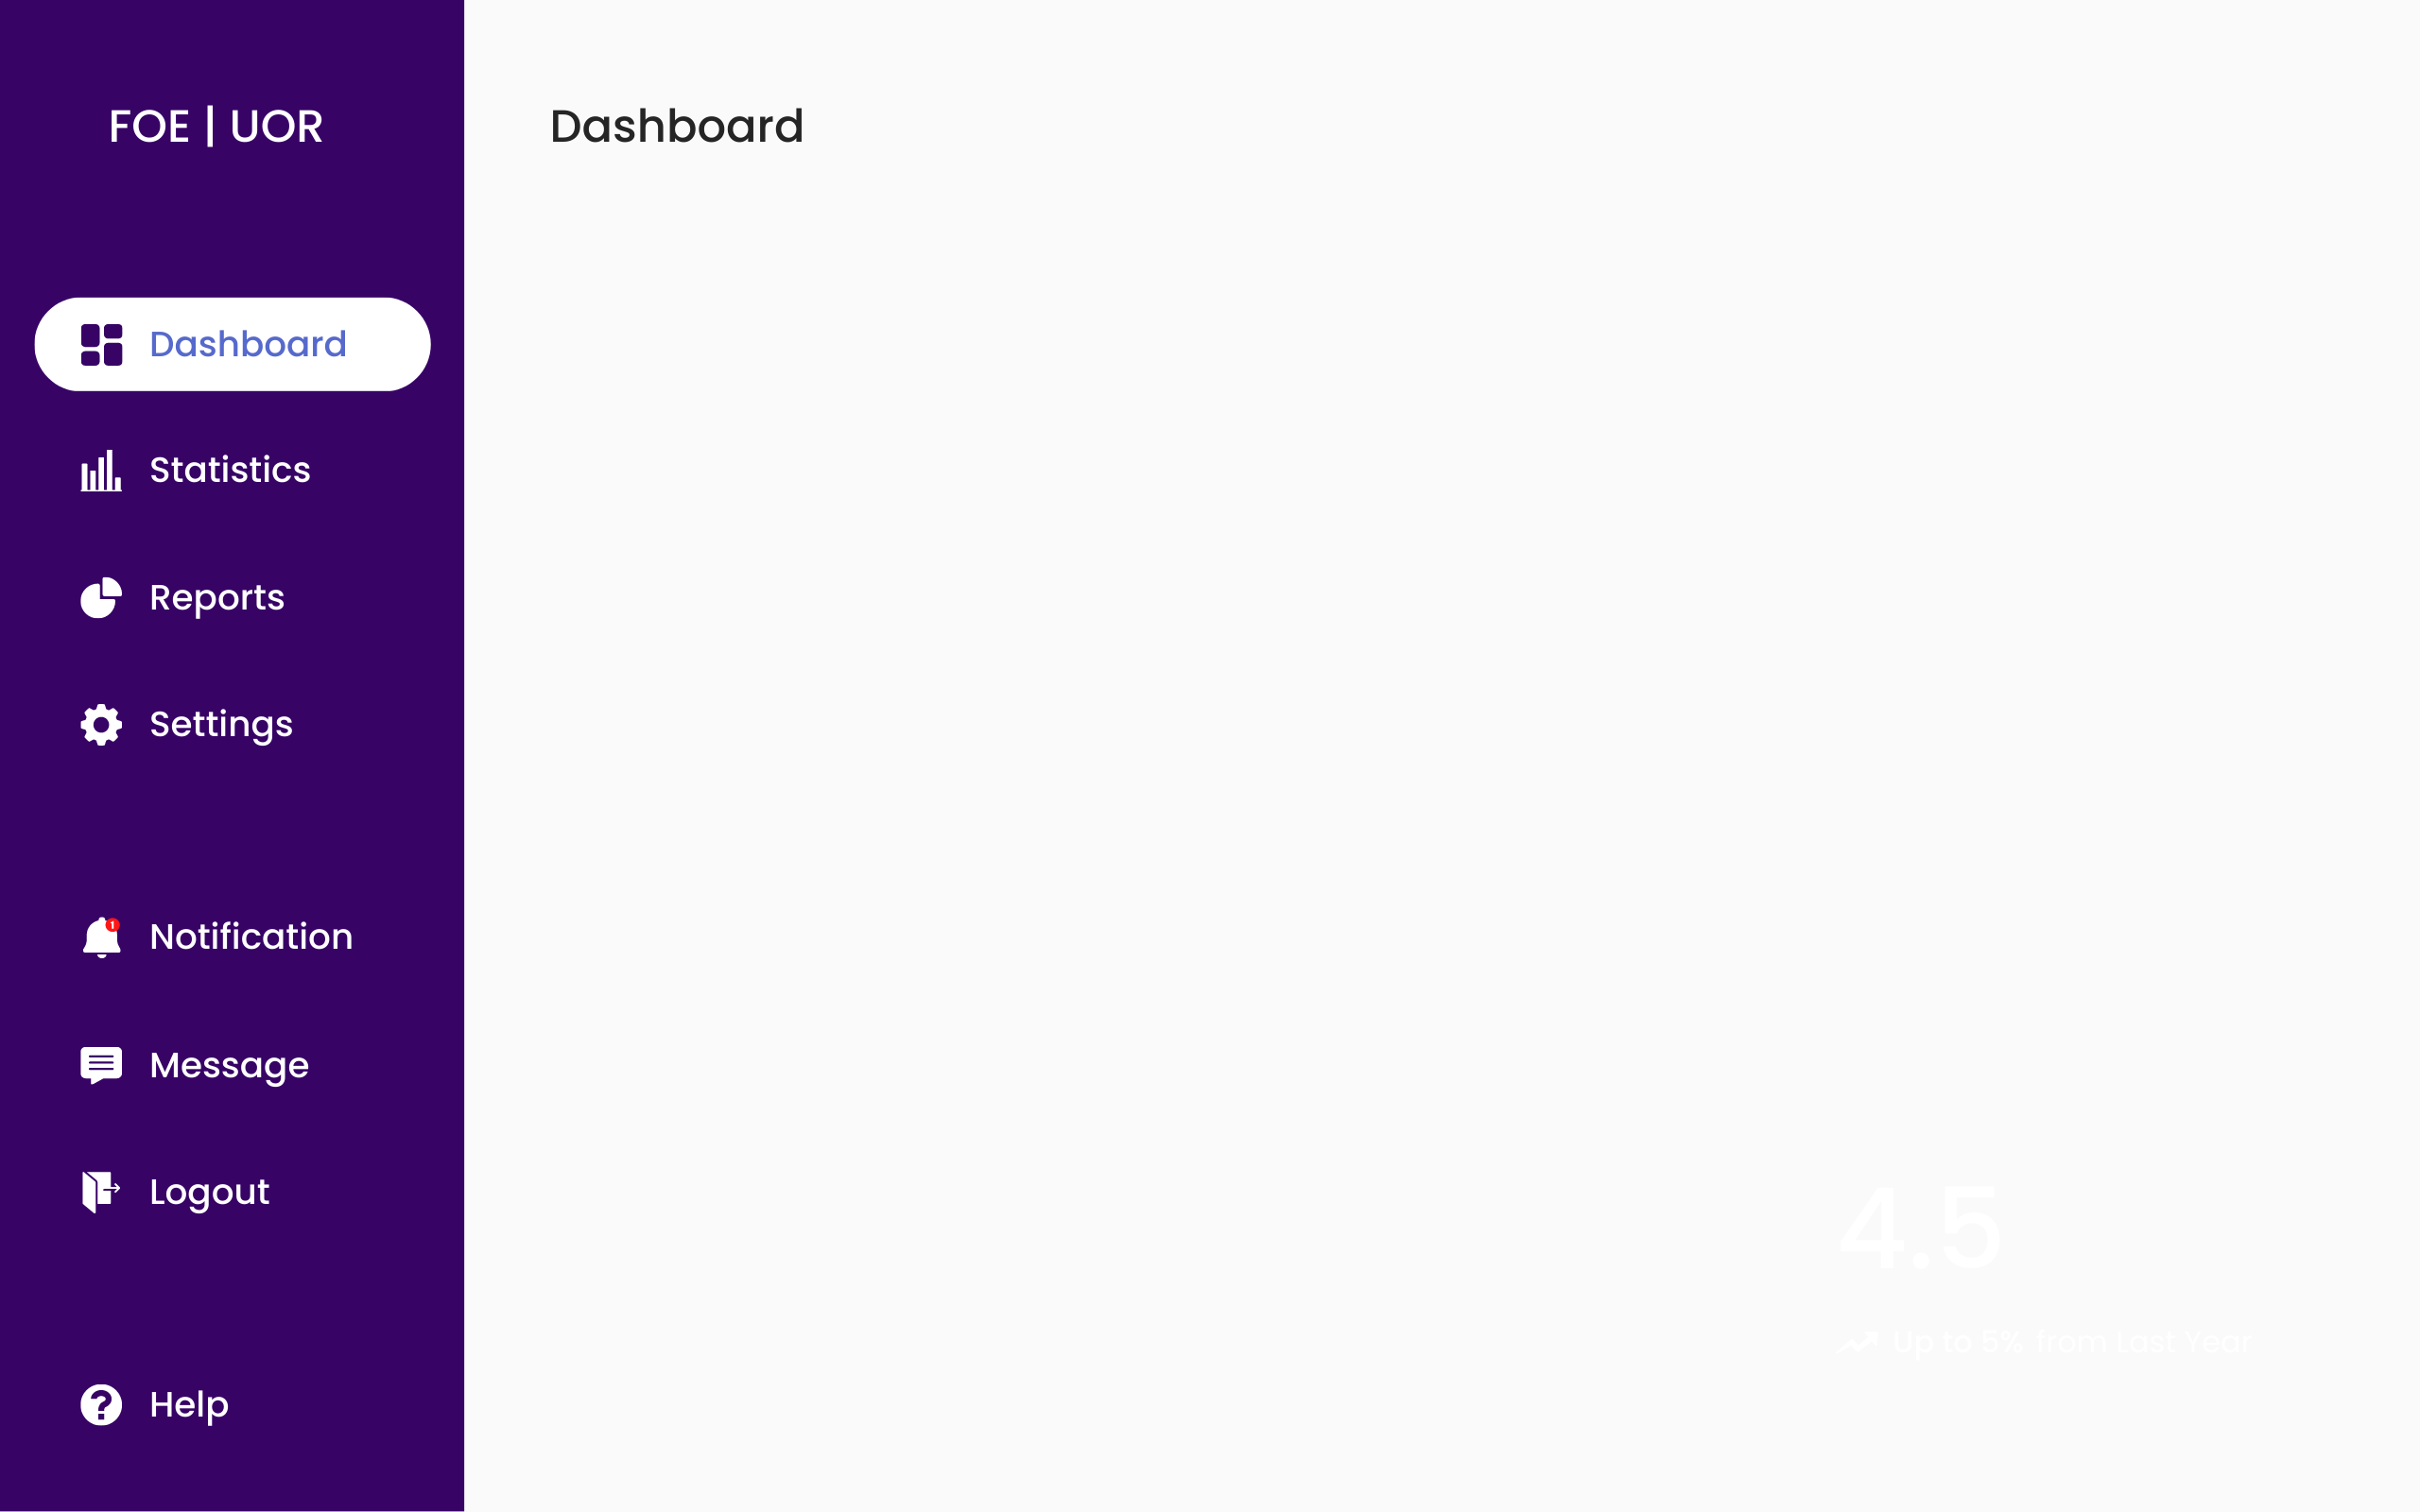 FOE | UOR
Dashboard
Dashboard
Statistics
Reports
Settings
1
Notification
Message
Logout
Help
4.5
Up to 5% from Last Year